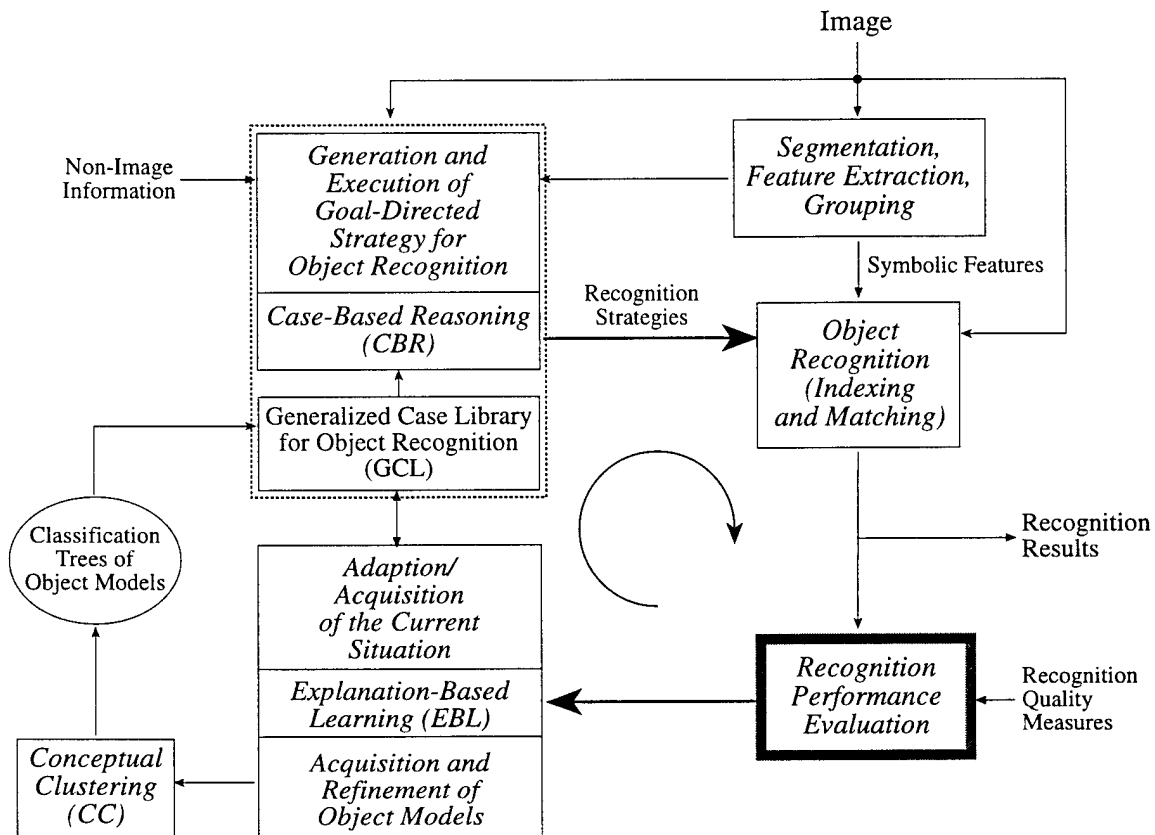 Image
Non-Image
Information
Generation and
Execution of
Goal-Directed
Strategy for
Object Recognition
Case-Based Reasoning
(CBR)
Generalized Case Library
for Object Recognition
(GCL)
Segmentation,
Feature Extraction,
Grouping
Symbolic Features
Recognition
Strategies
Object
Recognition
(Indexing
and Matching)
Classification
Trees of
Object Models
Recognition
Results
Adaption/
Acquisition
of the Current
Situation
Explanation-Based
Learning (EBL)
Acquisition and
Refinement of
Object Models
Recognition
Performance
Evaluation
Recognition
Quality
Measures
Conceptual
Clustering
(CC)